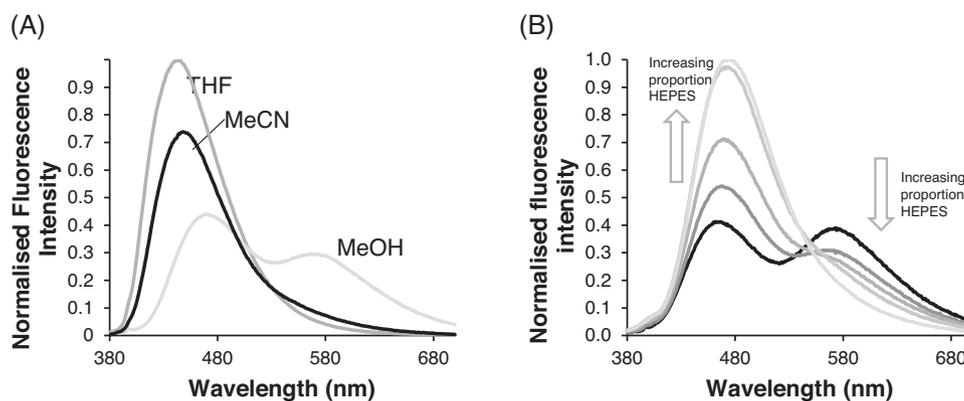 (A)
Normalised Fluorescence
Intensity
0.9
0.8
0.7
0.6
0.5
0.4
0.3
0.2
0.1
0
THF
MeCN
MeOH
380
480
580
680
Wavelength (nm)
(B)
Normalised fluorescence
intensity
1.0
0.9
0.8
0.7
0.6
0.5
0.4
0.3
0.2
0.1
0.0
Increasing
proportion
HEPES
Increasing
proportion
HEPES
380
480
580
680
Wavelength (nm)